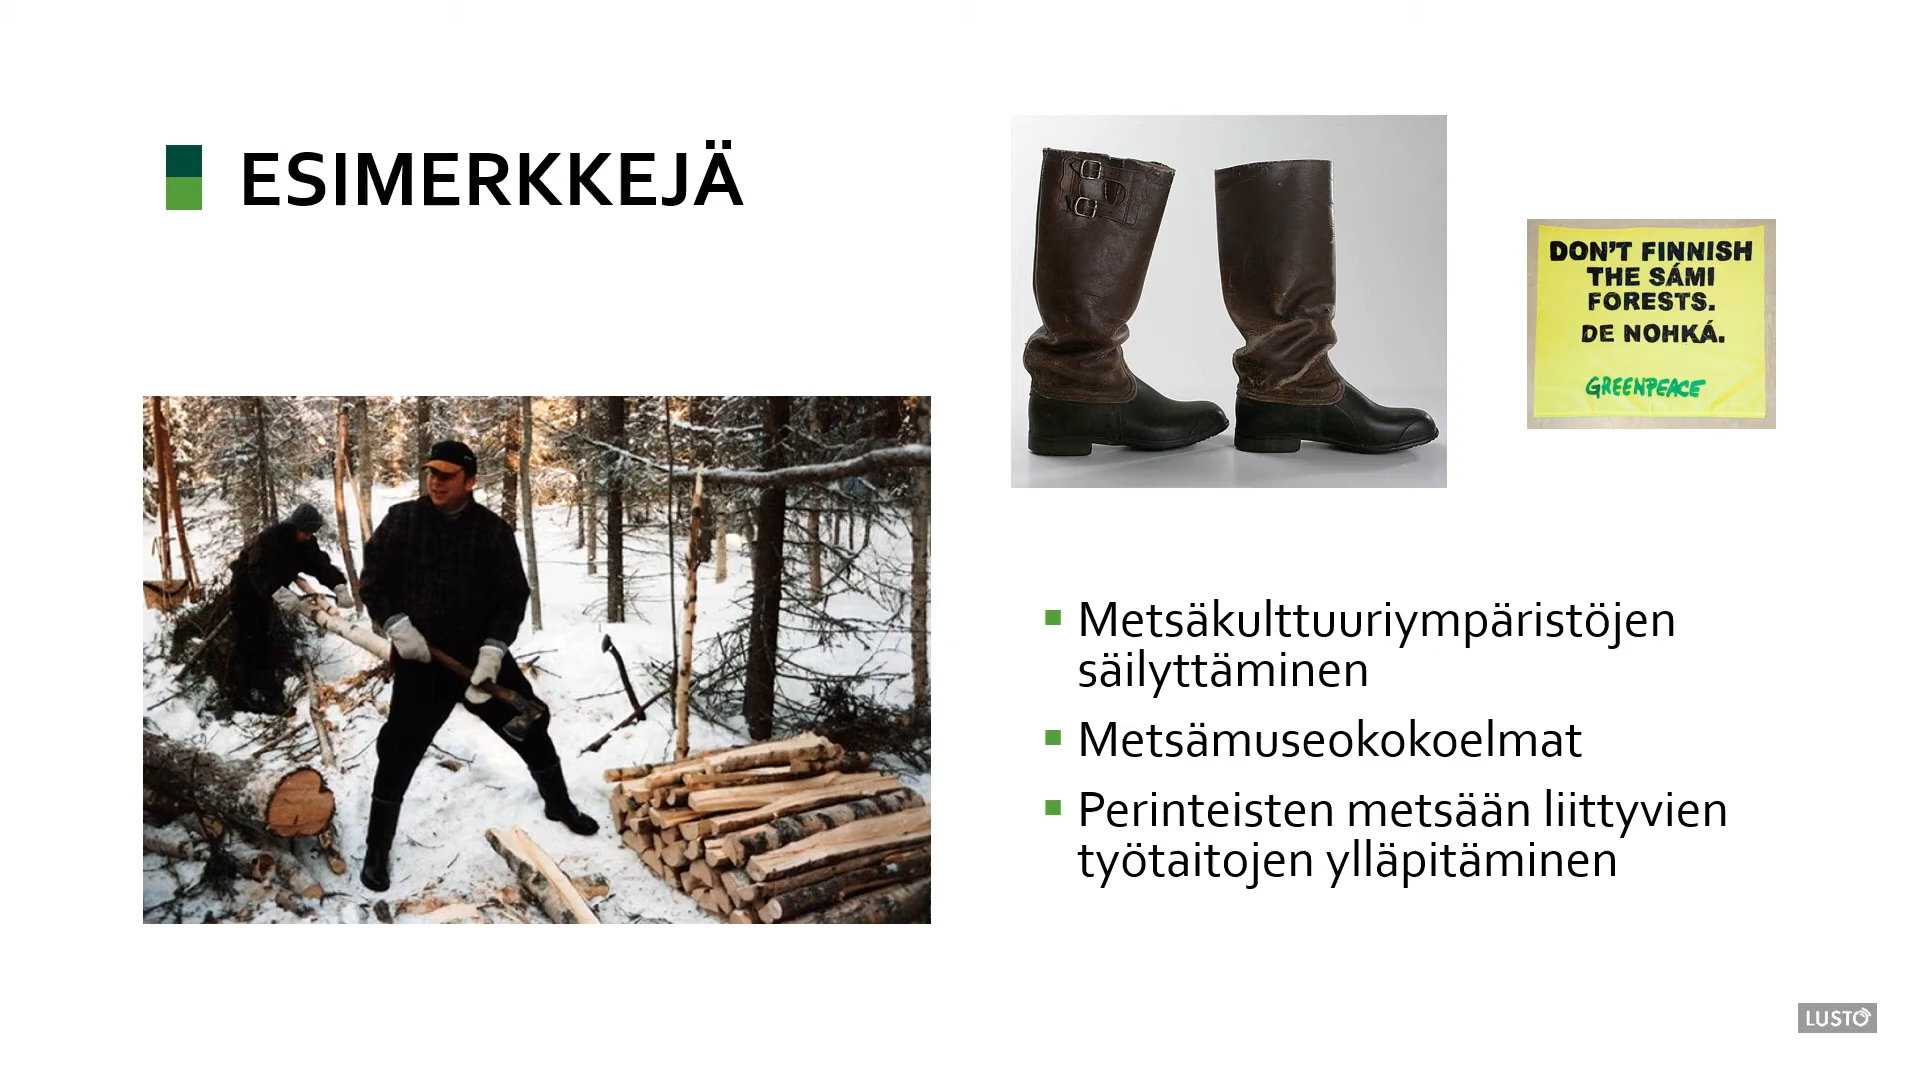 ESIMERKKEJÄ
DON'T FINNISH
THE SÁMI
FORESTS.
DE NOHKÁ.
GREENPEACE
Metsäkulttuuriympäristöjen
säilyttäminen
Metsämuseokokoelmat
Perinteisten metsään liittyvien
työtaitojen ylläpitäminen
LUSTO